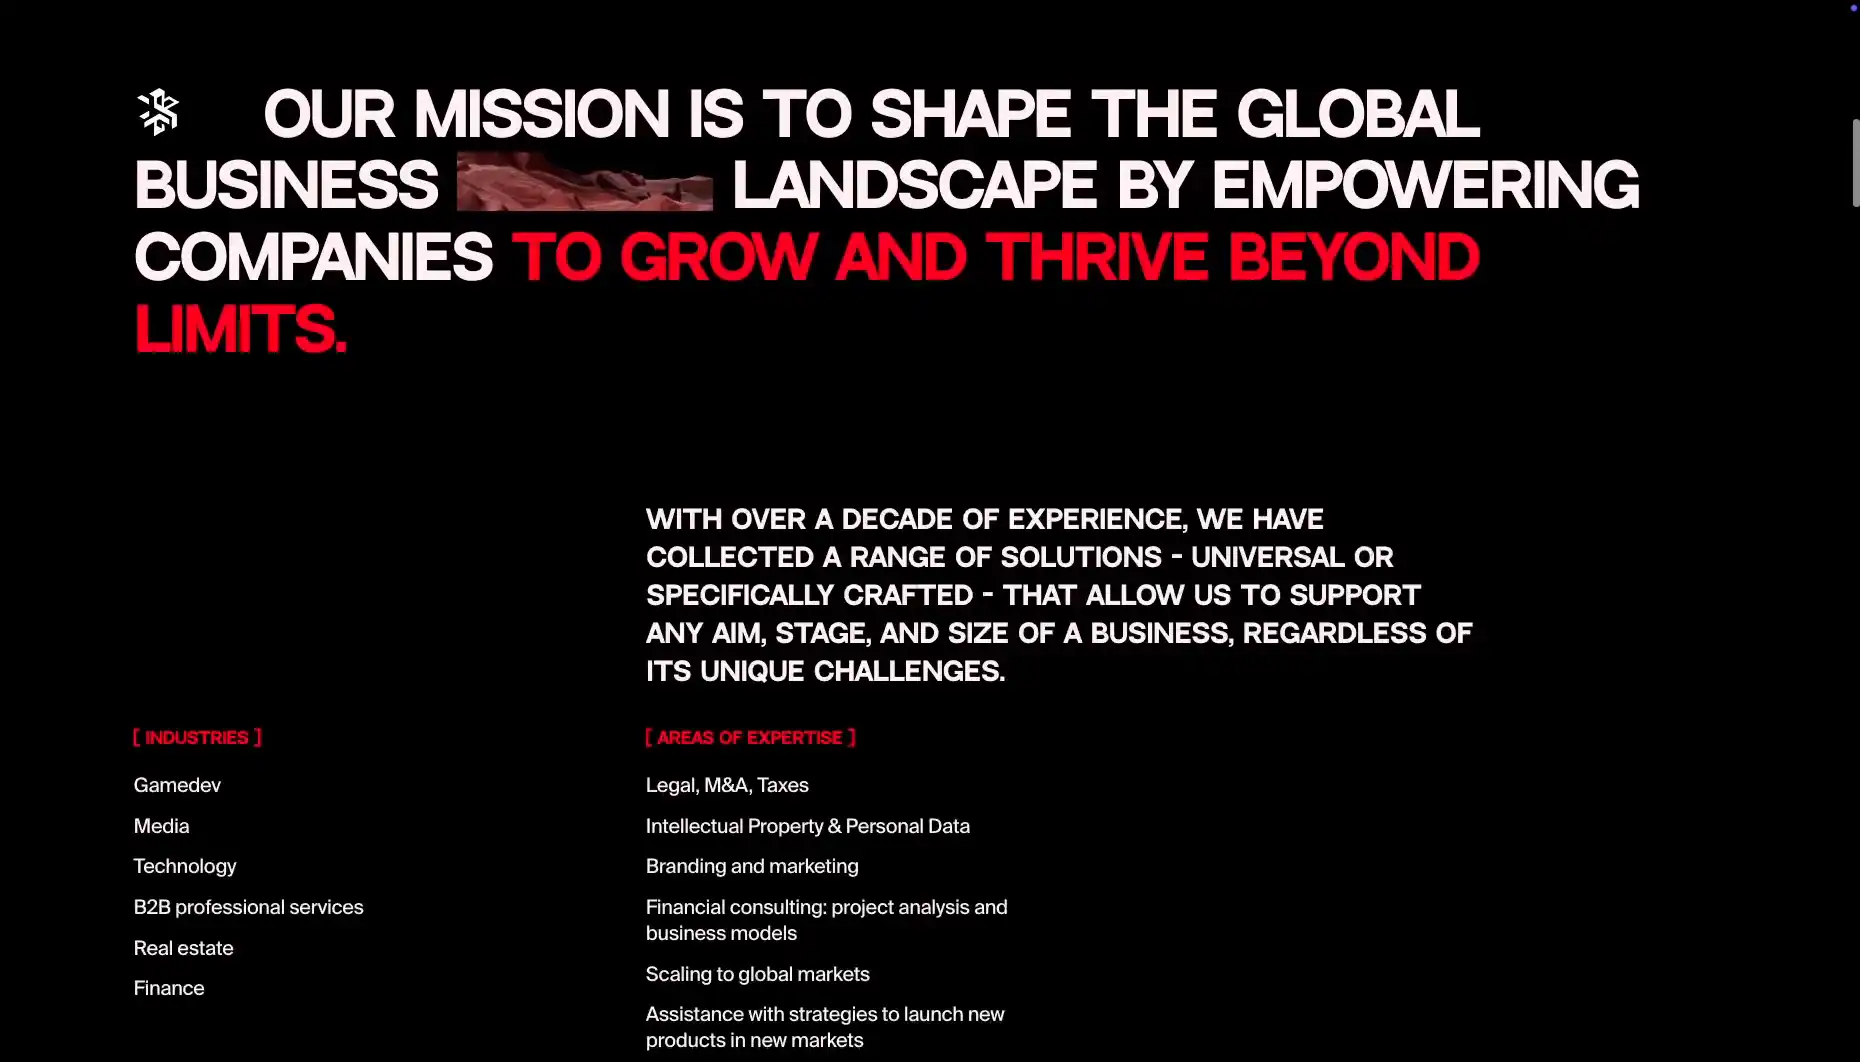 OUR MISSION IS TO SHAPE THE GLOBAL
BUSINESS LANDSCAPE BY EMPOWERING
COMPANIES TO GROW AND THRIVE BEYOND
LIMITS.
WITH OVER A DECADE OF EXPERIENCE, WE HAVE
COLLECTED A RANGE OF SOLUTIONS - UNIVERSAL OR
SPECIFICALLY CRAFTED - THAT ALLOW US TO SUPPORT
ANY AIM, STAGE, AND SIZE OF A BUSINESS, REGARDLESS OF
ITS UNIQUE CHALLENGES.
[ INDUSTRIES ]
Gamedev
Media
Technology
B2B professional services
Real estate
Finance
[ AREAS OF EXPERTISE ]
Legal, M&A, Taxes
Intellectual Property & Personal Data
Branding and marketing
Financial consulting: project analysis and
business models
Scaling to global markets
Assistance with strategies to launch new
products in new markets